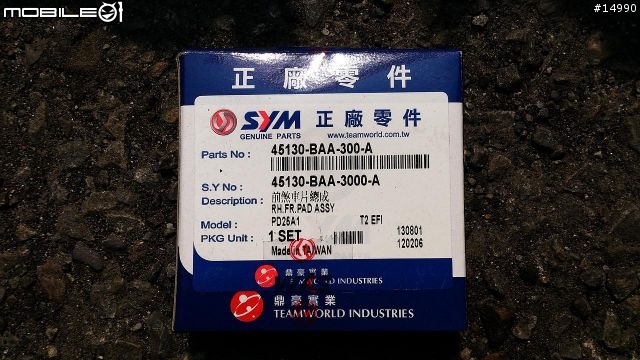 MOBILE01
#14990
正廠零件
SYM 正廠零件
GENUINE PARTS www.teamworld.com.tw
Parts No : 45130-BAA-300-A
S.Y No : 45130-BAA-3000-A
Description : 前煞車片總成
RH.FR.PAD ASSY
Model : PD25A1 T2 EFI
PKG Unit : 1 SET 130801
Made in TAIWAN 120206
鼎豪實業
TEAMWORLD INDUSTRIES
鼎豪實業
TEAMWORLD INDUSTRIES